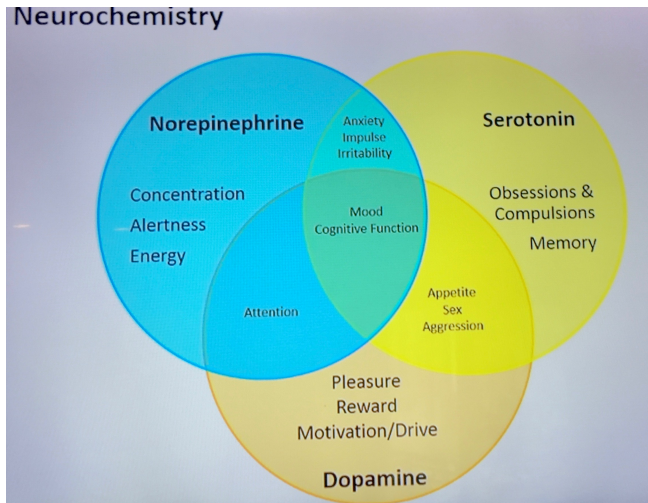 Neurochemistry
Norepinephrine
Concentration
Alertness
Energy
Anxiety
Impulse
Irritability
Serotonin
Obsessions &
Compulsions
Memory
Mood
Cognitive Function
Attention
Appetite
Sex
Aggression
Pleasure
Reward
Motivation/Drive
Dopamine